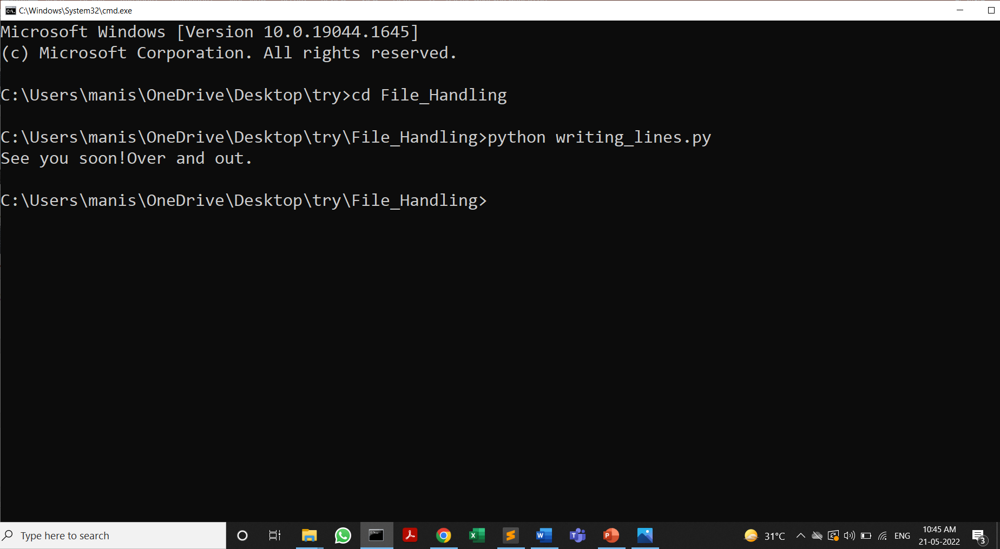 C:\Windows\System32\cmd.exe
Microsoft Windows [Version 10.0.19044.1645]
(c) Microsoft Corporation. All rights reserved.
C:\Users\manis\OneDrive\Desktop\try>cd File_Handling
C:\Users\manis\OneDrive\Desktop\try\File_Handling>python writing_lines.py
See you soon!Over and out.
C:\Users\manis\OneDrive\Desktop\try\File_Handling>
Type here to search
31°C
ENG
10:45 AM
21-05-2022
3